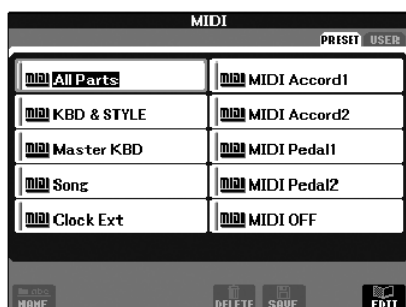 MIDI
PRESET USER
MIDI All Parts
MIDI MIDI Accord1
MIDI KBD & STYLE
MIDI MIDI Accord2
MIDI Master KBD
MIDI MIDI Pedal1
MIDI Song
MIDI MIDI Pedal2
MIDI Clock Ext
MIDI MIDI OFF
abc
NAME DELETE SAVE EDIT